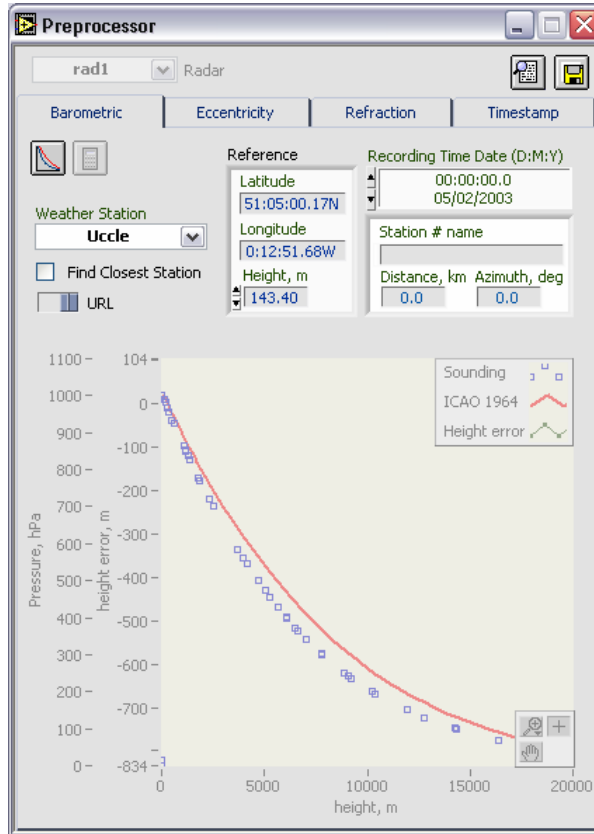 Preprocessor
rad1 Radar
Barometric Eccentricity Refraction Timestamp
Reference
Recording Time Date (D:M:Y)
Latitude
00:00:00.0
51:05:00.17N
05/02/2003
Weather Station
Longitude
Station # name
Uccle
0:12:51.68W
Find Closest Station
Height, m
Distance, km Azimuth, deg
URL
143.40
0.0 0.0
1100 104
Sounding
1000 0
ICAO 1964
900 -100
Height error
800 -200
700 -300
600 -400
500 -500
400 -600
300 -700
200 -834
100
0
Pressure, hPa
height error, m
0 5000 10000 15000 20000
height, m